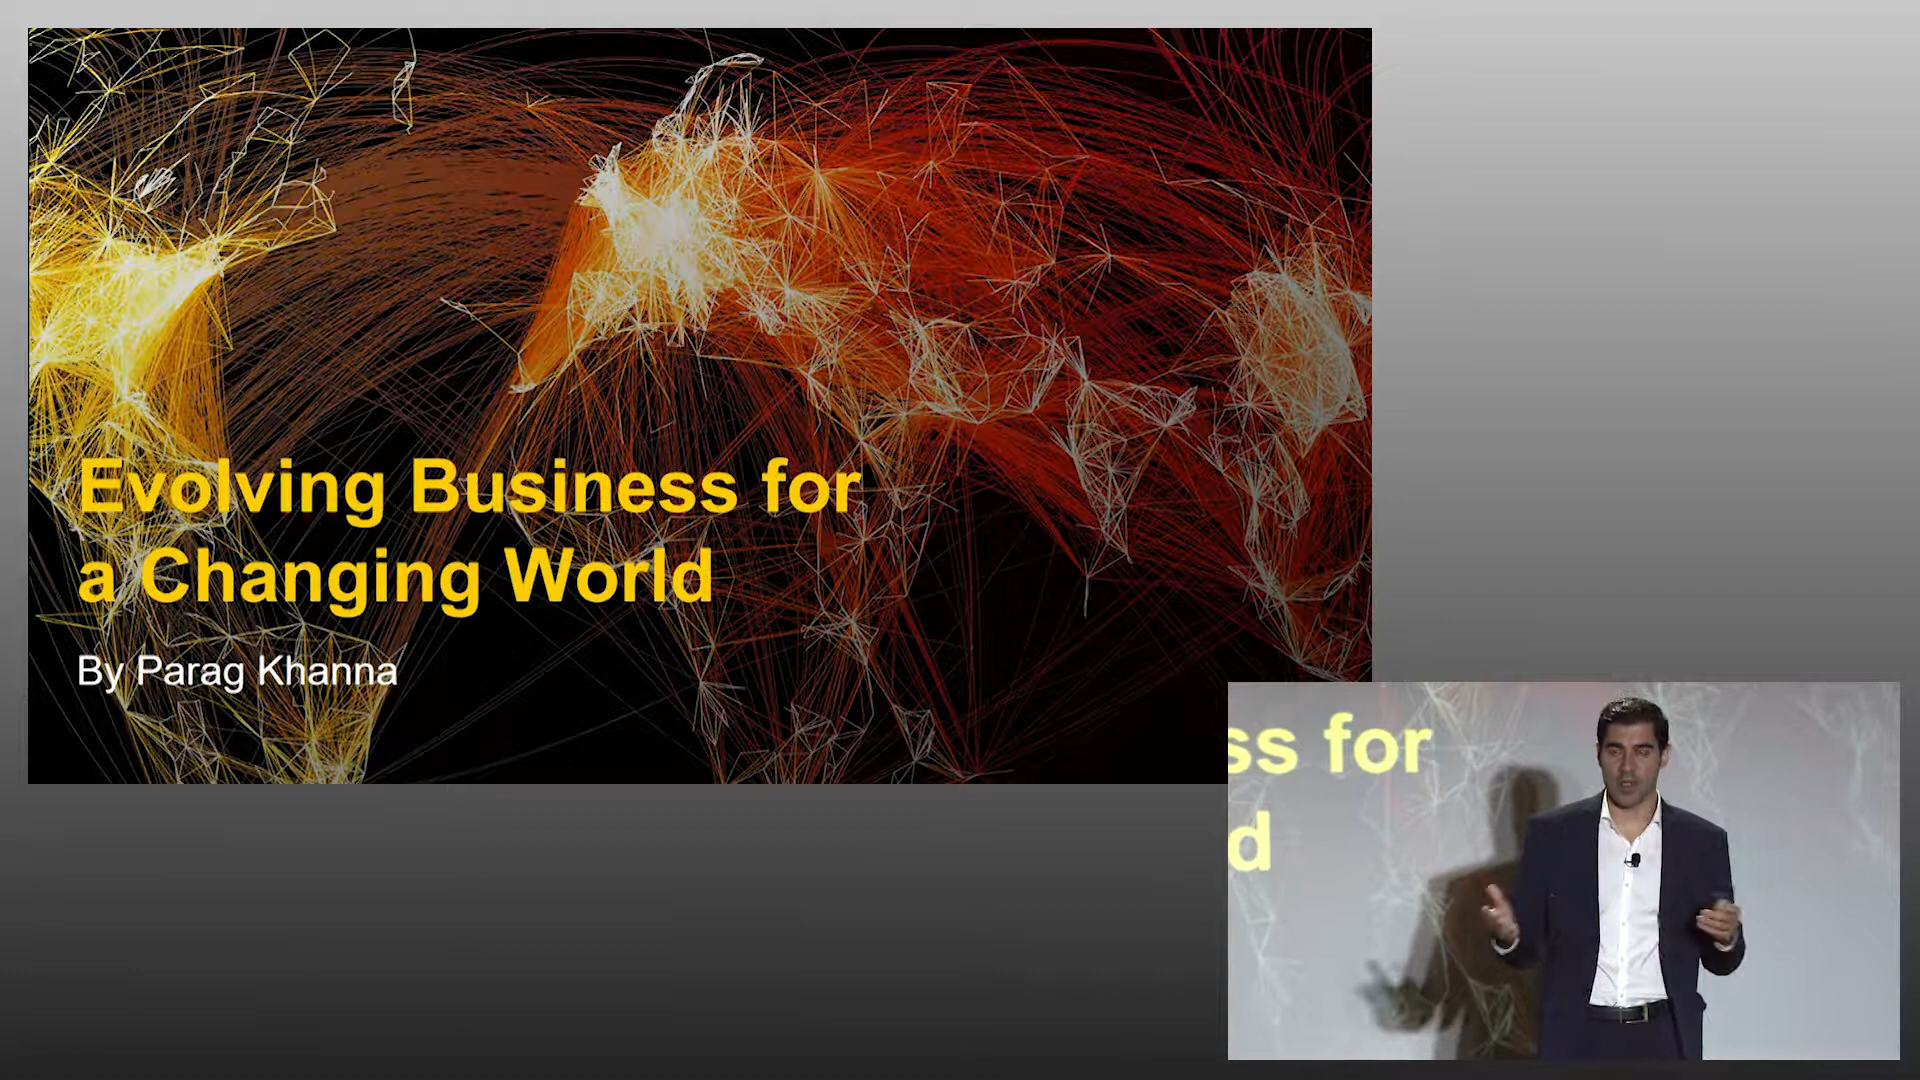 Evolving Business for
a Changing World
By Parag Khanna
ss for
d